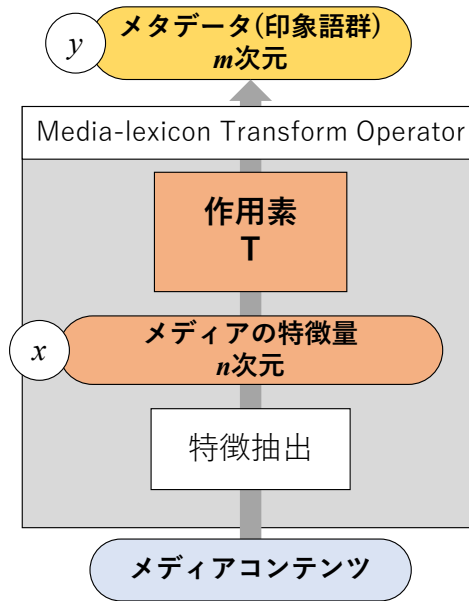 y
メタデータ(印象語群)
m次元
Media-lexicon Transform Operator
作用素
T
x
メディアの特徴量
n次元
特徴抽出
メディアコンテンツ